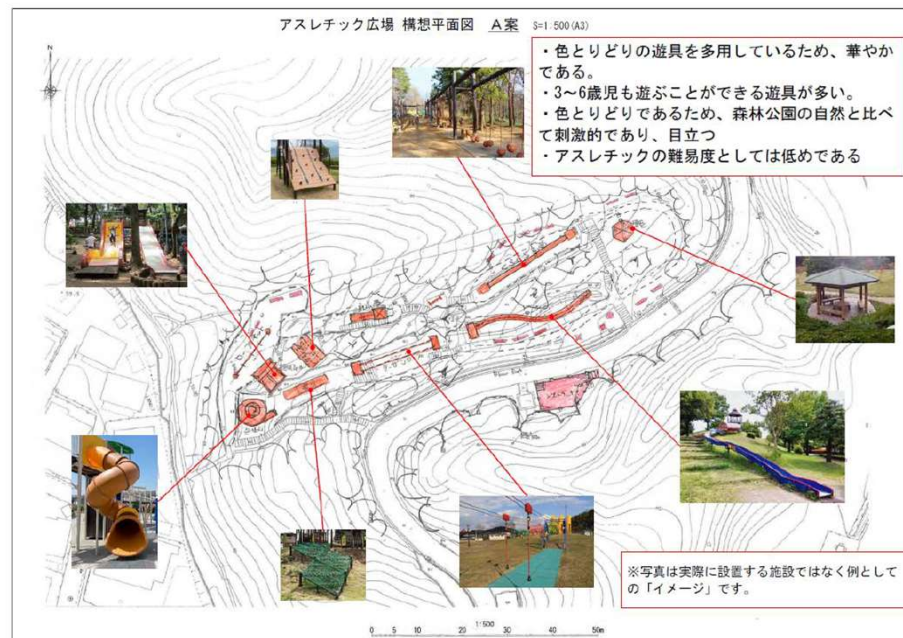 アスレチック広場 構想平面図 A案 S=1:500(A3)
・色とりどりの遊具を多用しているため、華やか
である。
・3～6歳児も遊ぶことができる遊具が多い。
・色とりどりであるため、森林公園の自然と比べ
て刺激的であり、目立つ
・アスレチックの難易度としては低めである
N
※写真は実際に設置する施設ではなく例として
の「イメージ」です。
1:500
0 5 10 20 30 40 50m